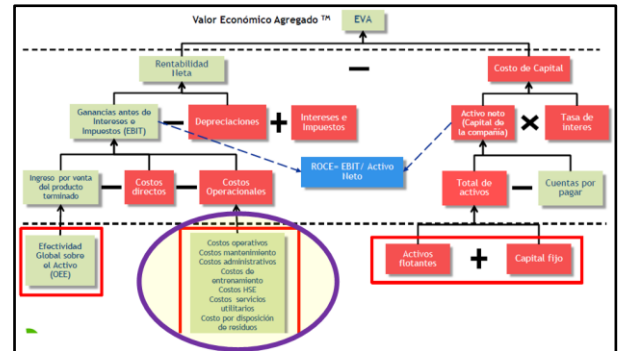 Valor Económico Agregado ™
EVA
Rentabilidad
Neta
Costo de Capital
Ganancias antes de
Intereses e
Impuestos (EBIT)
Depreciaciones
Intereses e
Impuestos
Activo neto
(Capital de
la compañía)
Tasa de
interes
ROCE= EBIT/ Activo
Neto
Ingreso por venta
del producto
terminado
Costos
directos
Costos
Operacionales
Total de
activos
Cuentas por
pagar
Efectividad
Global sobre
el Activo
(OEE)
Costos operativos
Costos mantenimiento
Costos administrativos
Costos de
entrenamiento
Costos HSE
Costos servicios
utilitarios
Costo por disposición
de residuos
Activos
flotantes
Capital fijo